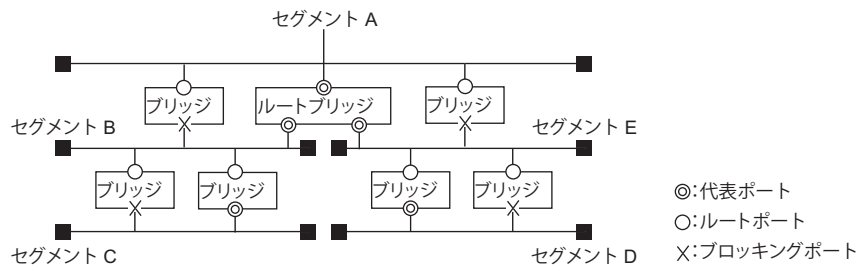 セグメント A
ブリッジ
ルートブリッジ
ブリッジ
セグメント B
セグメント E
ブリッジ
ブリッジ
ブリッジ
ブリッジ
◎:代表ポート
○:ルートポート
×:ブロッキングポート
セグメント C
セグメント D